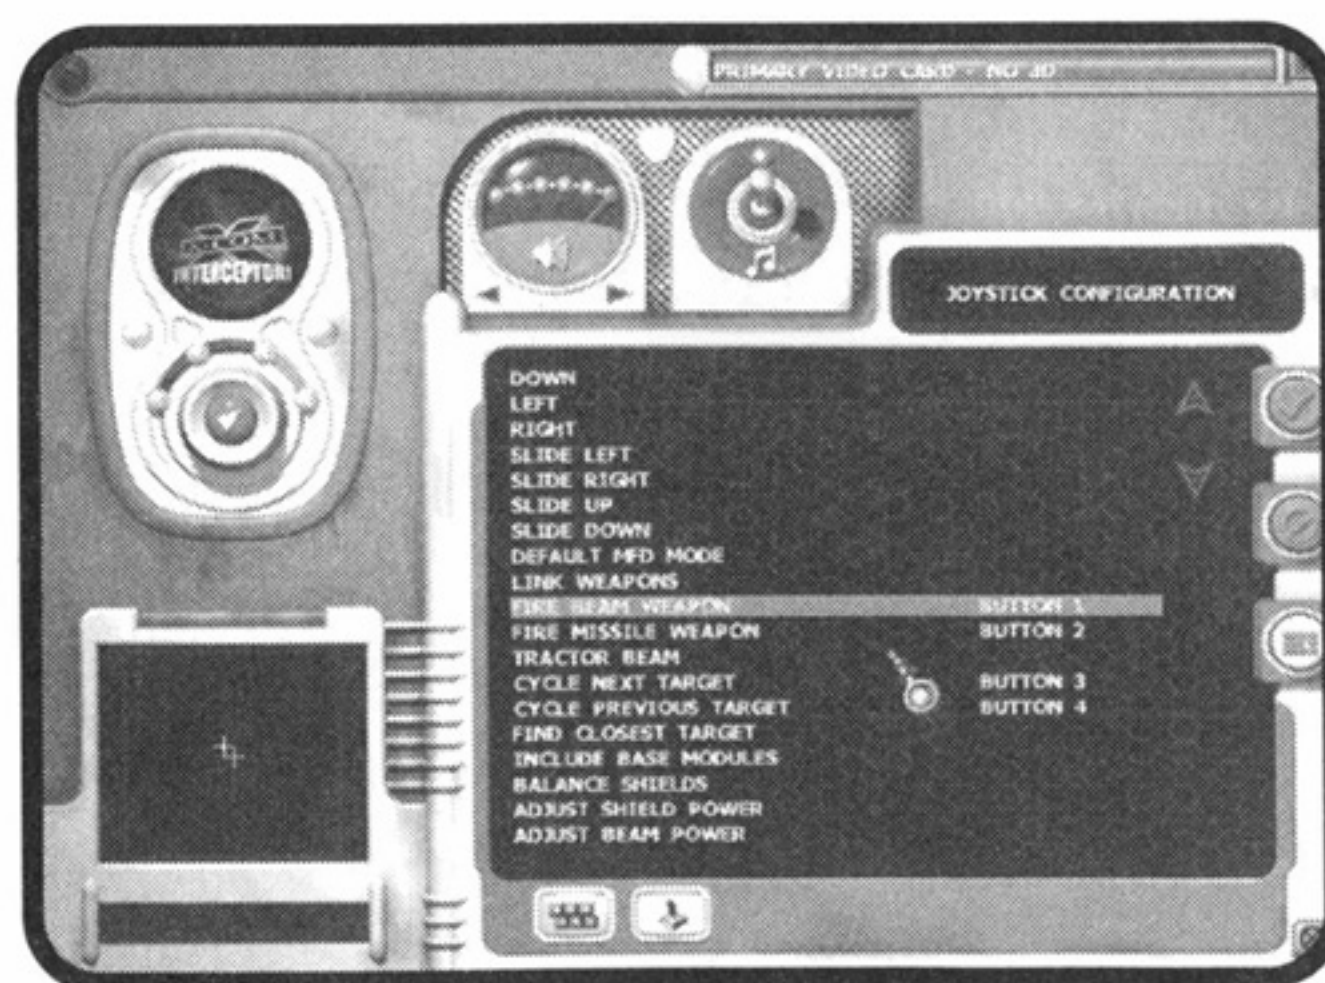 PRIMARY VIDEO CARD - NO 3D
X-COM
INTERCEPTOR
JOYSTICK CONFIGURATION
DOWN
LEFT
RIGHT
SLIDE LEFT
SLIDE RIGHT
SLIDE UP
SLIDE DOWN
DEFAULT MFD MODE
LINK WEAPONS
FIRE BEAM WEAPON BUTTON 1
FIRE MISSILE WEAPON BUTTON 2
TRACTOR BEAM
CYCLE NEXT TARGET BUTTON 3
CYCLE PREVIOUS TARGET BUTTON 4
FIND CLOSEST TARGET
INCLUDE BASE MODULES
BALANCE SHIELDS
ADJUST SHIELD POWER
ADJUST BEAM POWER